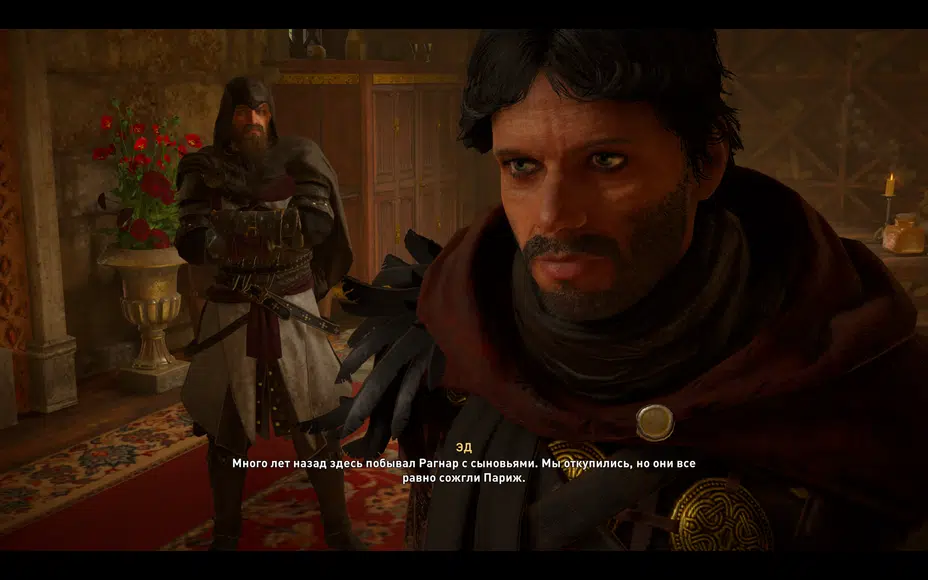 ЭД
Много лет назад здесь побывал Рагнар с сыновьями. Мы откупились, но они все
равно сожгли Париж.